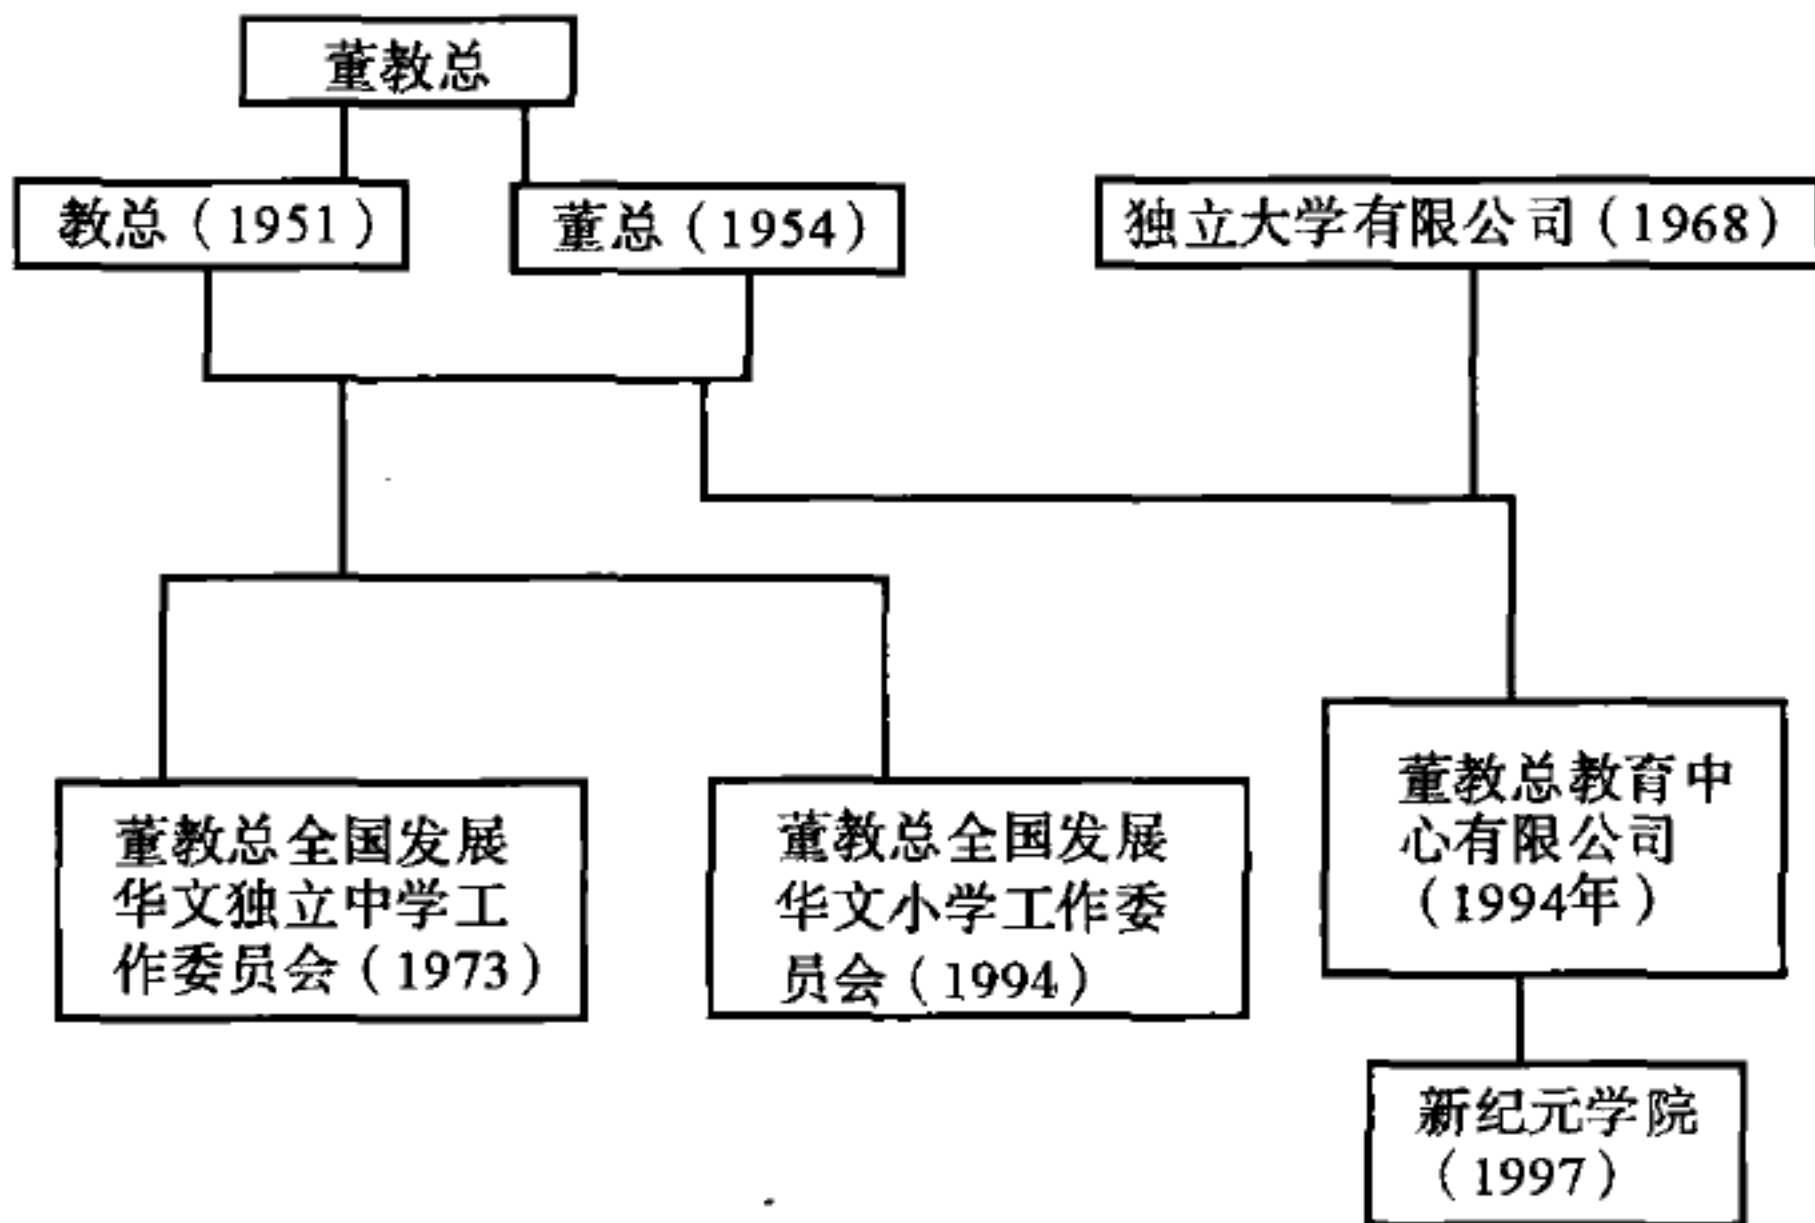 董教总
教总（1951）
董总（1954）
独立大学有限公司（1968）
董教总全国发展
华文独立中学工
作委员会（1973）
董教总全国发展
华文小学工作委
员会（1994）
董教总教育中
心有限公司
（1994年）
新纪元学院
（1997）